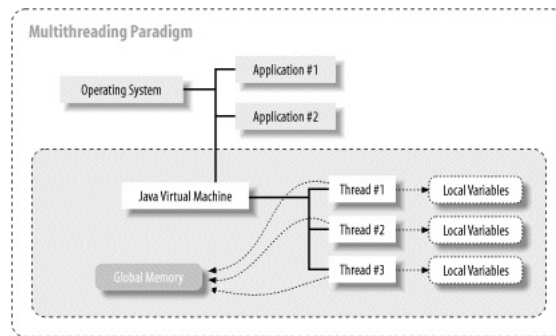 Multithreading Paradigm
Application #1
Operating System
Application #2
Java Virtual Machine
Thread #1
Local Variables
Thread #2
Local Variables
Thread #3
Local Variables
Global Memory